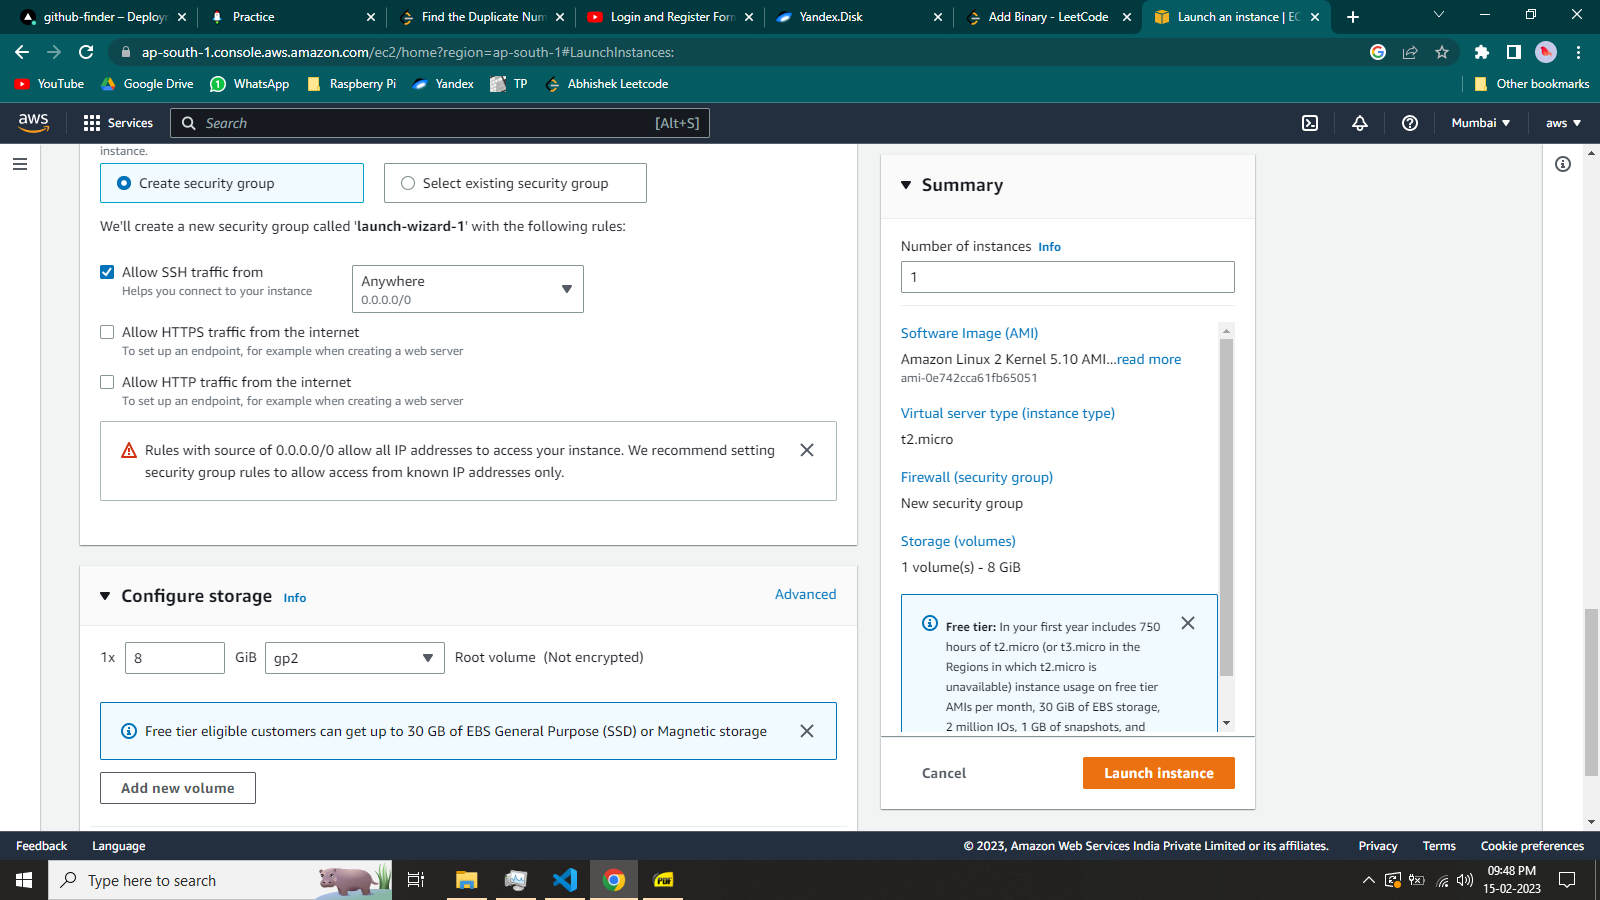 github-finder – Deploym
Practice
Find the Duplicate Num
Login and Register Form
Yandex.Disk
Add Binary - LeetCode
Launch an instance | EC
ap-south-1.console.aws.amazon.com/ec2/home?region=ap-south-1#LaunchInstances:
YouTube
Google Drive
WhatsApp
Raspberry Pi
Yandex
TP
Abhishek Leetcode
Other bookmarks
aws
Services
Search
[Alt+S]
Mumbai
aws
instance.
Create security group
Select existing security group
We'll create a new security group called 'launch-wizard-1' with the following rules:
Allow SSH traffic from
Helps you connect to your instance
Anywhere
0.0.0.0/0
Allow HTTPS traffic from the internet
To set up an endpoint, for example when creating a web server
Allow HTTP traffic from the internet
To set up an endpoint, for example when creating a web server
Rules with source of 0.0.0.0/0 allow all IP addresses to access your instance. We recommend setting
security group rules to allow access from known IP addresses only.
Configure storage Info
Advanced
1x
8
GiB
gp2
Root volume (Not encrypted)
Free tier eligible customers can get up to 30 GB of EBS General Purpose (SSD) or Magnetic storage
Add new volume
Summary
Number of instances Info
1
Software Image (AMI)
Amazon Linux 2 Kernel 5.10 AMI...read more
ami-0e742cca61fb65051
Virtual server type (instance type)
t2.micro
Firewall (security group)
New security group
Storage (volumes)
1 volume(s) - 8 GiB
Free tier: In your first year includes 750
hours of t2.micro (or t3.micro in the
Regions in which t2.micro is
unavailable) instance usage on free tier
AMIs per month, 30 GiB of EBS storage,
2 million IOs, 1 GB of snapshots, and
Cancel
Launch instance
Feedback
Language
© 2023, Amazon Web Services India Private Limited or its affiliates.
Privacy
Terms
Cookie preferences
Type here to search
PDF
09:48 PM
15-02-2023